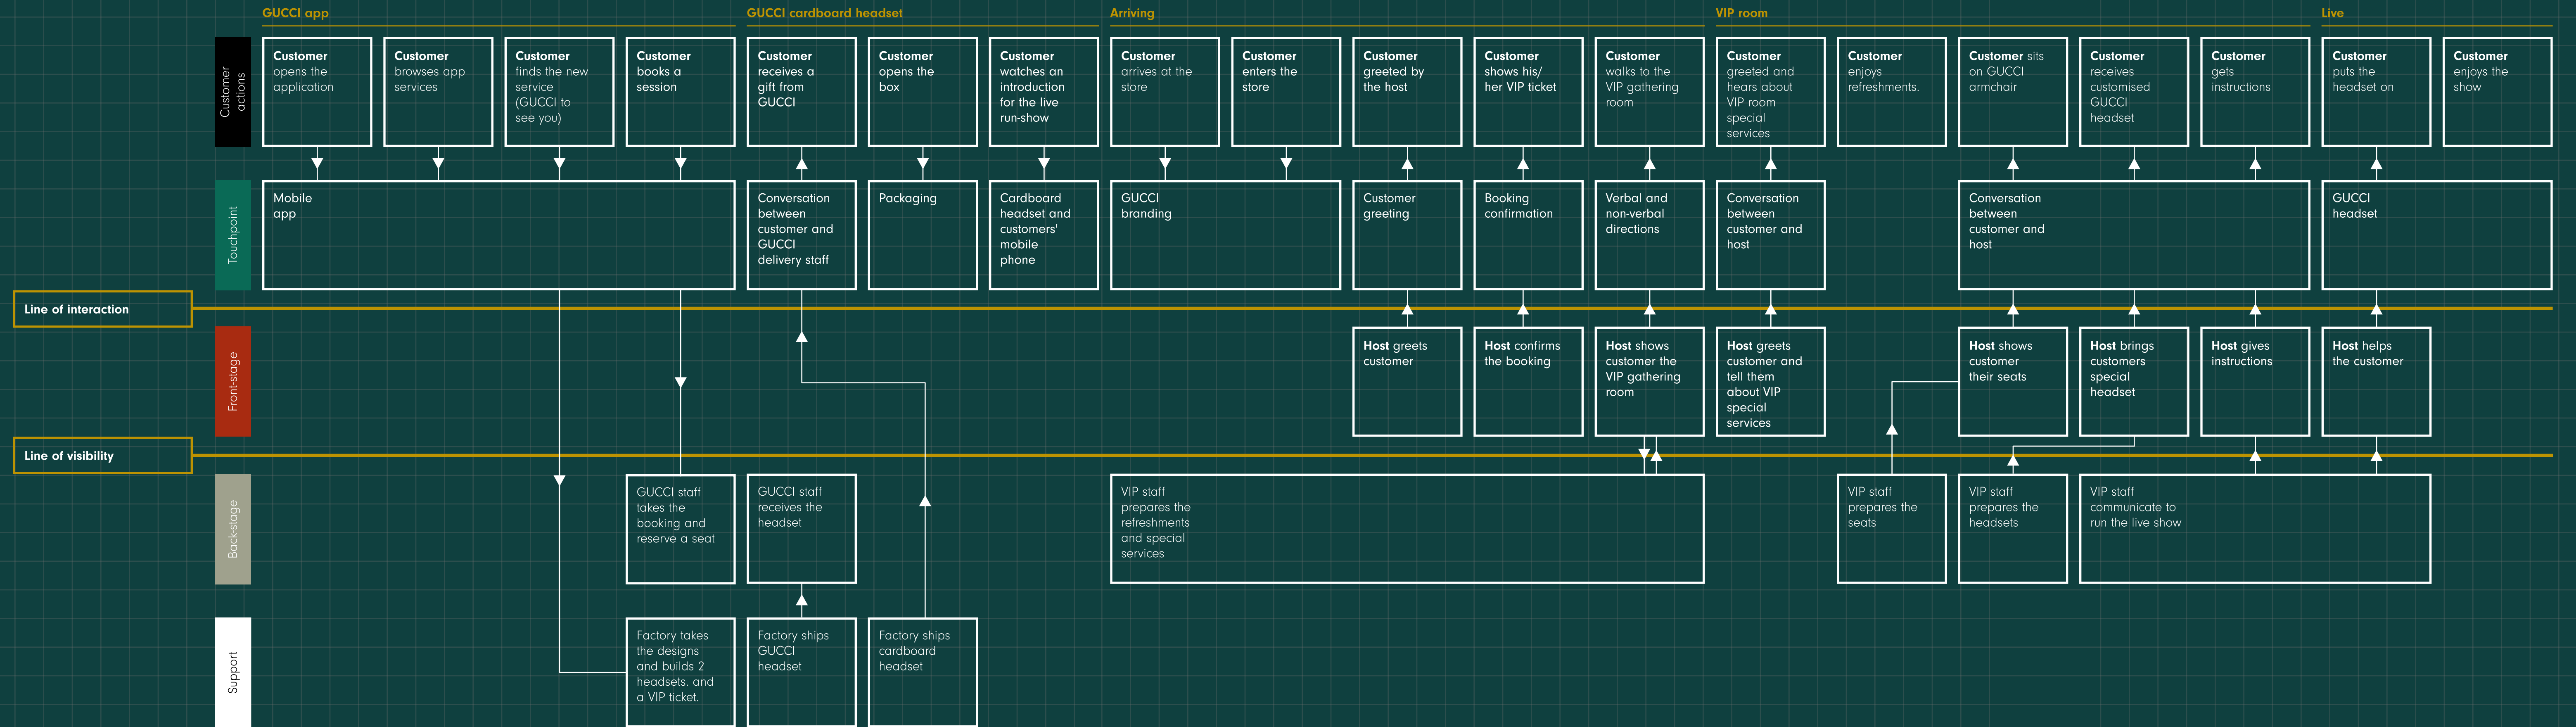 GUCCI app
GUCCI cardboard headset
Arriving
VIP room
Live
Customer
actions
Customer
opens the
application
Customer
browses app
services
Customer
finds the new
service
(GUCCI to
see you)
Customer
books a
session
Customer
receives a
gift from
GUCCI
Customer
opens the
box
Customer
watches an
introduction
for the live
run-show
Customer
arrives at the
store
Customer
enters the
store
Customer
greeted by
the host
Customer
shows his/
her VIP ticket
Customer
walks to the
VIP gathering
room
Customer
greeted and
hears about
VIP room
special
services
Customer
enjoys
refreshments.
Customer sits
on GUCCI
armchair
Customer
receives
customised
GUCCI
headset
Customer
gets
instructions
Customer
puts the
headset on
Customer
enjoys the
show
Touchpoint
Mobile
app
Conversation
between
customer and
GUCCI
delivery staff
Packaging
Cardboard
headset and
customers'
mobile
phone
GUCCI
branding
Customer
greeting
Booking
confirmation
Verbal and
non-verbal
directions
Conversation
between
customer and
host
Conversation
between
customer and
host
GUCCI
headset
Line of interaction
Front-stage
Host greets
customer
Host confirms
the booking
Host shows
customer the
VIP gathering
room
Host greets
customer and
tell them
about VIP
special
services
Host shows
customer
their seats
Host brings
customers
special
headset
Host gives
instructions
Host helps
the customer
Line of visibility
Back-stage
GUCCI staff
takes the
booking and
reserve a seat
GUCCI staff
receives the
headset
VIP staff
prepares the
refreshments
and special
services
VIP staff
prepares the
seats
VIP staff
prepares the
headsets
VIP staff
communicate to
run the live show
Support
Factory takes
the designs
and builds 2
headsets. and
a VIP ticket.
Factory ships
GUCCI
headset
Factory ships
cardboard
headset